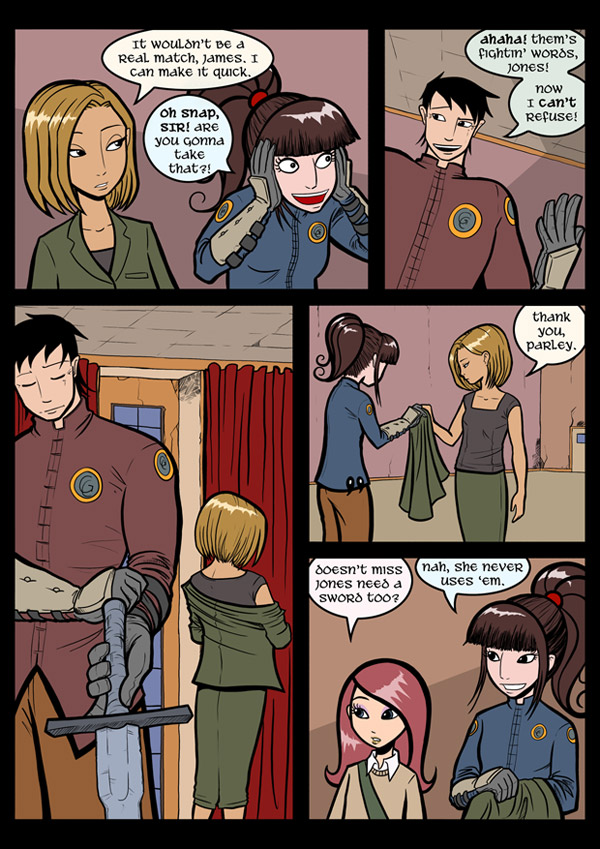 It wouldn't be a
real match, James. I
can make it quick.
Oh snap,
SIR! Are
you gonna
take
that?!
Ahaha! Them's
fightin' words,
Jones!
Now
I can't
refuse!
Thank
you,
Parley.
Doesn't Miss
Jones need a
sword too?
Nah, she never
uses 'em.